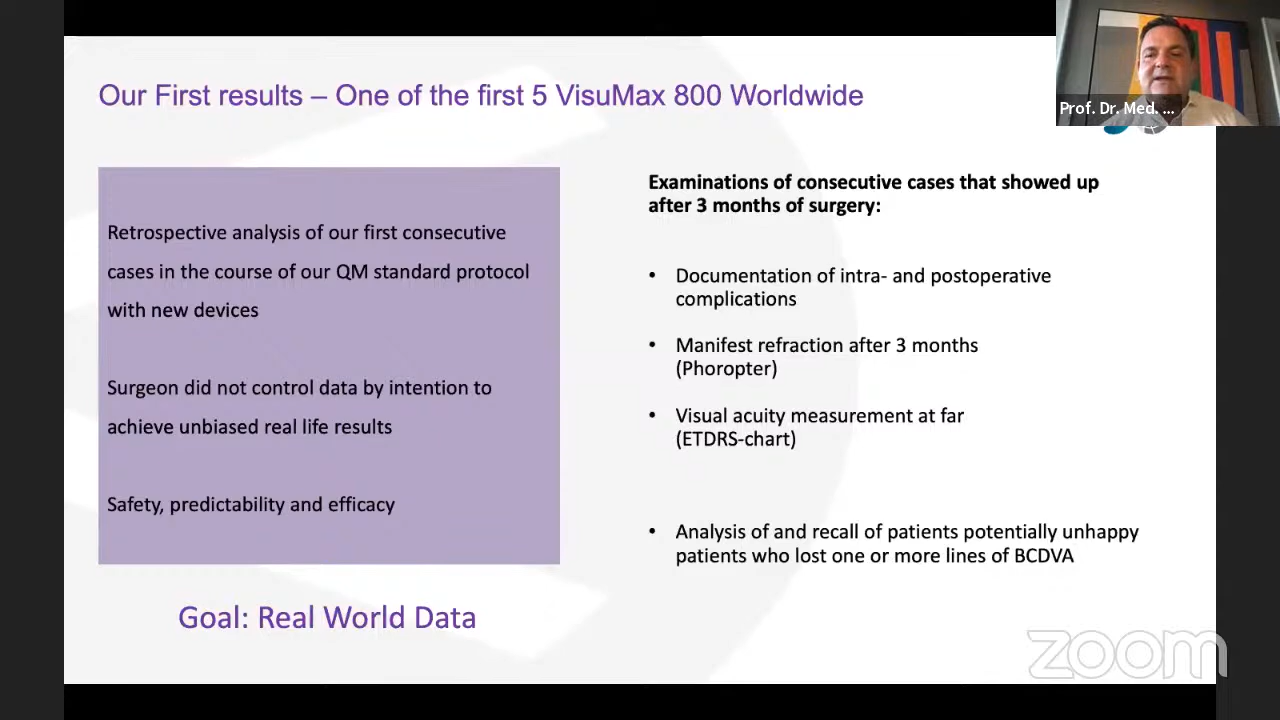 Our First results – One of the first 5 VisuMax 800 Worldwide
Prof. Dr. Med. ...
Retrospective analysis of our first consecutive
cases in the course of our QM standard protocol
with new devices
Surgeon did not control data by intention to
achieve unbiased real life results
Safety, predictability and efficacy
Goal: Real World Data
Examinations of consecutive cases that showed up
after 3 months of surgery:
• Documentation of intra- and postoperative
complications
• Manifest refraction after 3 months
(Phoropter)
• Visual acuity measurement at far
(ETDRS-chart)
• Analysis of and recall of patients potentially unhappy
patients who lost one or more lines of BCDVA
zoom